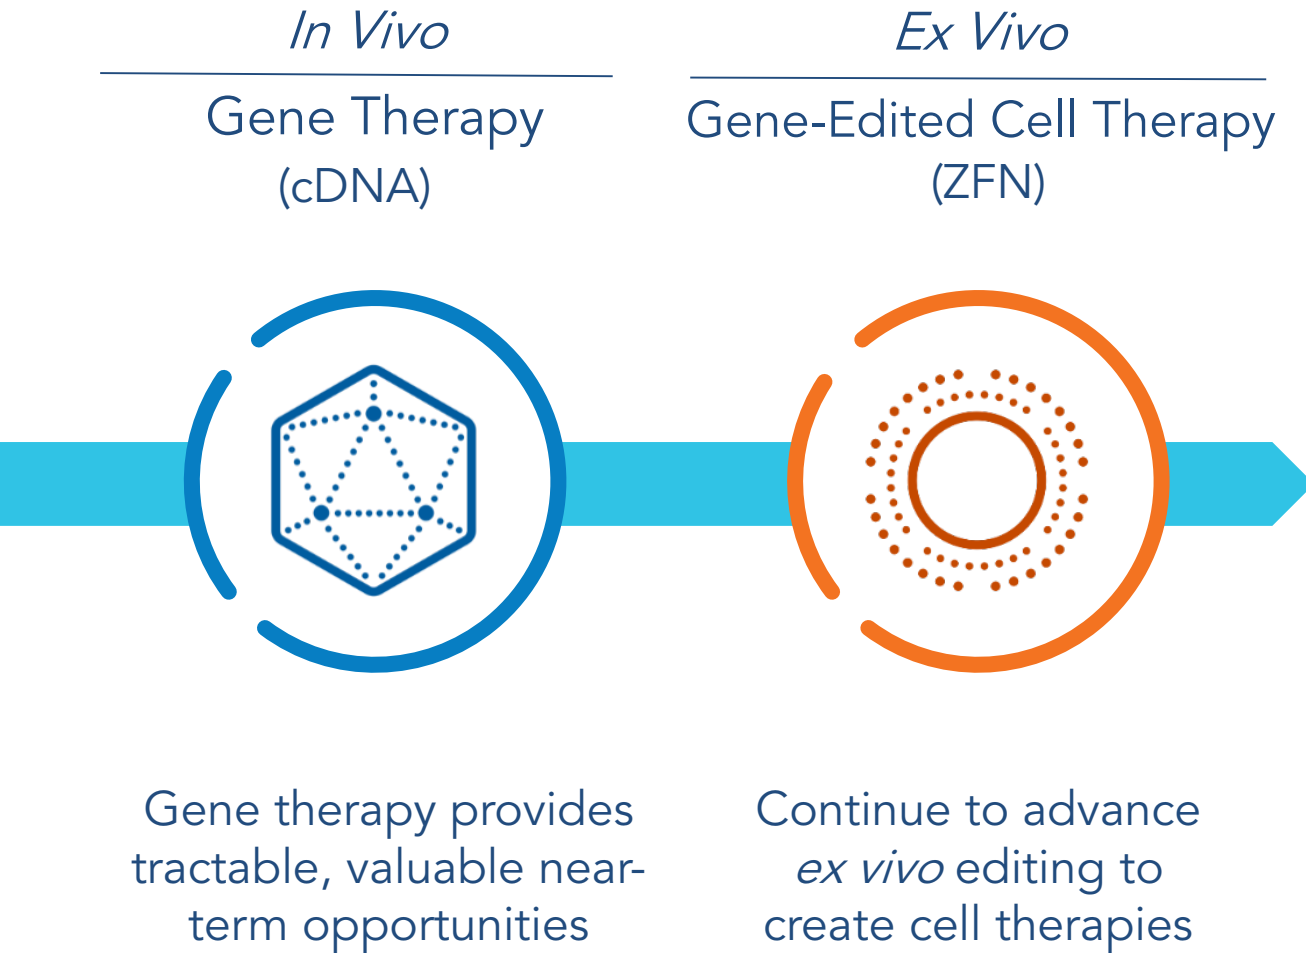 In Vivo
Gene Therapy
(cDNA)
Gene therapy provides
tractable, valuable near-
term opportunities
Ex Vivo
Gene-Edited Cell Therapy
(ZFN)
Continue to advance
ex vivo editing to
create cell therapies